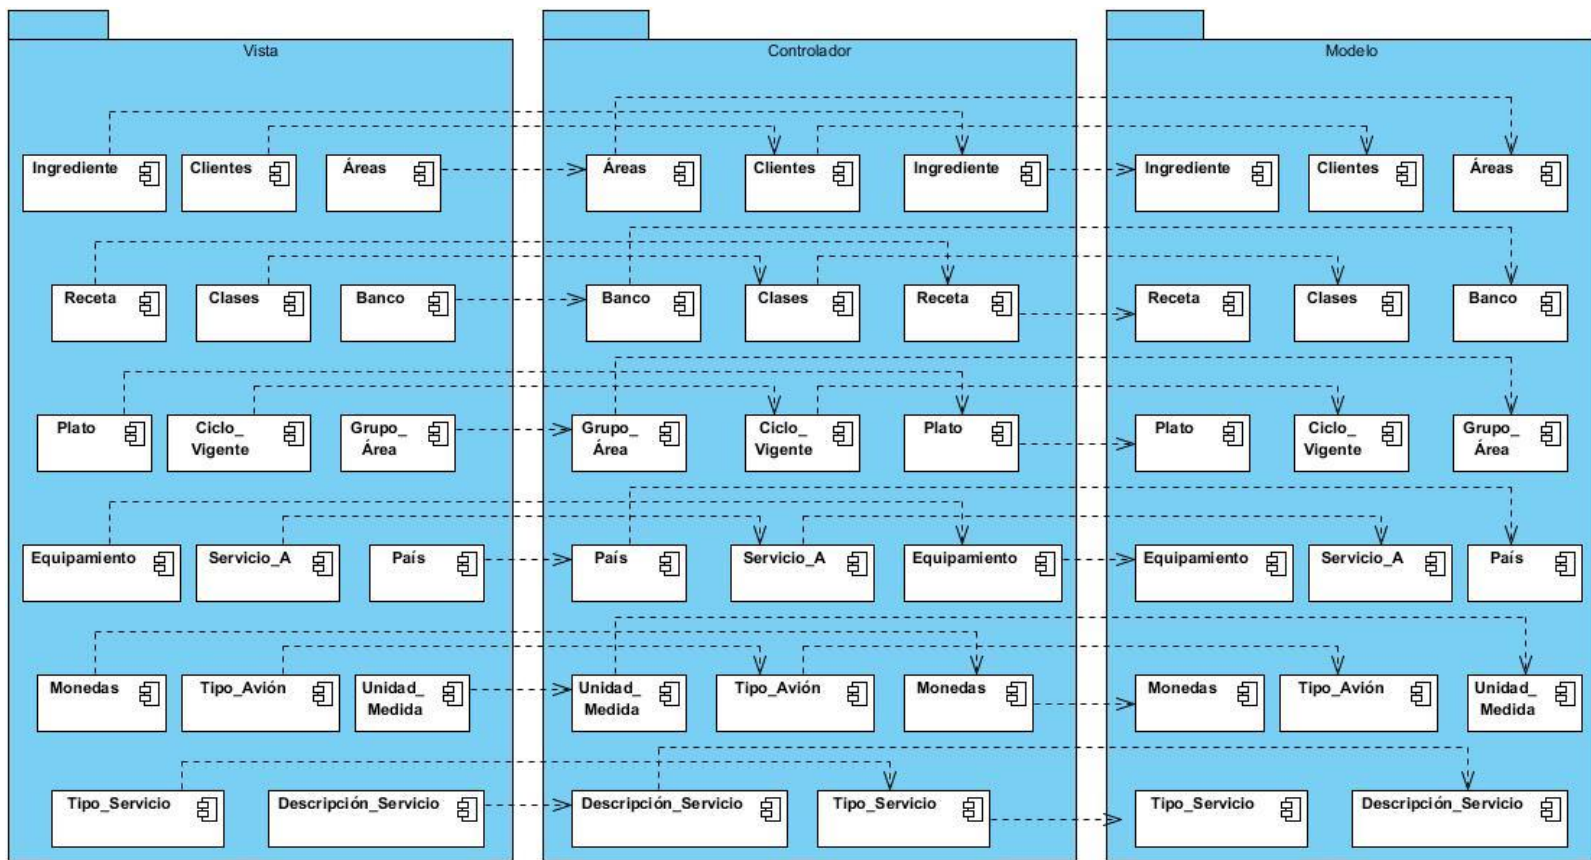 Vista
Controlador
Modelo
Ingrediente
Clientes
Áreas
Áreas
Clientes
Ingrediente
Ingrediente
Clientes
Áreas
Receta
Clases
Banco
Banco
Clases
Receta
Receta
Clases
Banco
Plato
Ciclo_
Vigente
Grupo_
Área
Grupo_
Área
Ciclo_
Vigente
Plato
Plato
Ciclo_
Vigente
Grupo_
Área
Equipamiento
Servicio_A
País
País
Servicio_A
Equipamiento
Equipamiento
Servicio_A
País
Monedas
Tipo_Avión
Unidad_
Medida
Unidad_
Medida
Tipo_Avión
Monedas
Monedas
Tipo_Avión
Unidad_
Medida
Tipo_Servicio
Descripción_Servicio
Descripción_Servicio
Tipo_Servicio
Tipo_Servicio
Descripción_Servicio